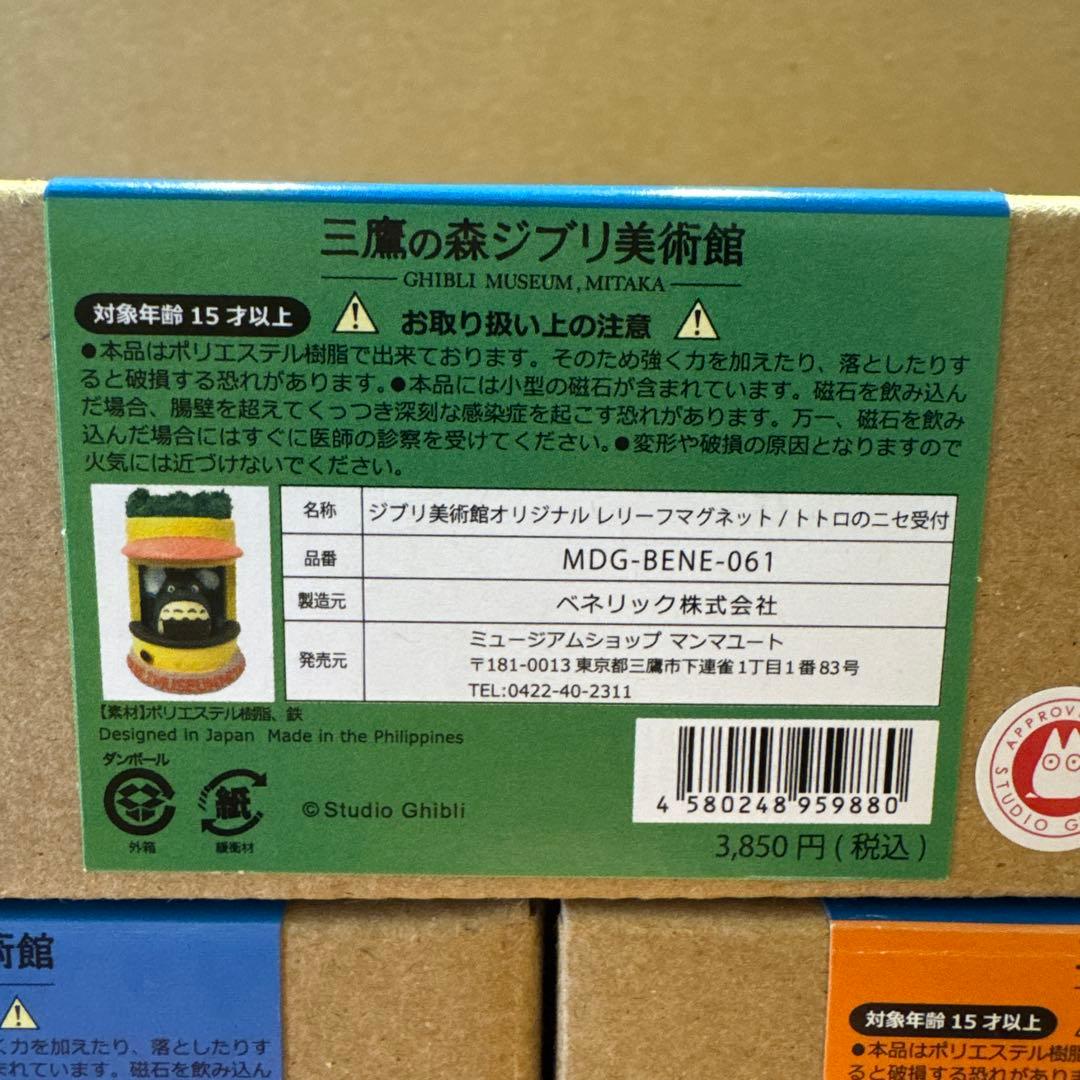 三鷹の森ジブリ美術館
GHIBLI MUSEUM, MITAKA
対象年齢 15 才以上
お取り扱い上の注意
●本品はポリエステル樹脂で出来ております。そのため強く力を加えたり、落としたりす
ると破損する恐れがあります。●本品には小型の磁石が含まれています。磁石を飲み込ん
だ場合、腸壁を超えてくっつき深刻な感染症を起こす恐れがあります。万一、磁石を飲み
込んだ場合にはすぐに医師の診察を受けてください。●変形や破損の原因となりますので
火気には近づけないでください。
名称 ジブリ美術館オリジナル レリーフマグネット / トトロのニセ受付
品番 MDG-BENE-061
製造元 ベネリック株式会社
発売元 ミュージアムショップ マンマユート
〒181-0013 東京都三鷹市下連雀 1丁目 1 番 83号
TEL:0422-40-2311
MUSEUM
【素材】ポリエステル樹脂、鉄
Designed in Japan Made in the Philippines
ダンボール
紙
外箱
緩衝材
©Studio Ghibli
4 580248 959880
3,850 円 ( 税込 )
APPROV
STUDIO G
術館
く力を加えたり、落としたりす
まれています。磁石を飲み込ん
対象年齢 15 才以上
●本品はポリエステル樹脂
ると破損する恐れがありま